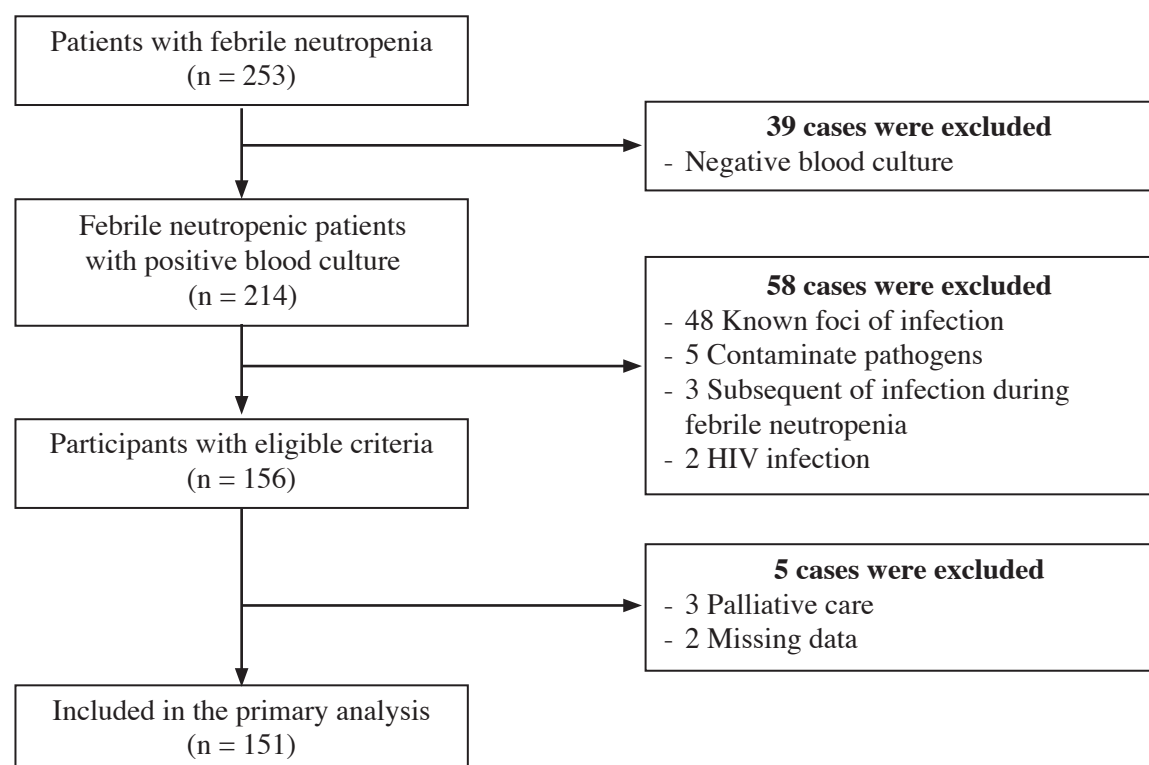 Patients with febrile neutropenia
(n = 253)
39 cases were excluded
- Negative blood culture
Febrile neutropenic patients
with positive blood culture
(n = 214)
58 cases were excluded
- 48 Known foci of infection
- 5 Contaminate pathogens
- 3 Subsequent of infection during
febrile neutropenia
- 2 HIV infection
Participants with eligible criteria
(n = 156)
5 cases were excluded
- 3 Palliative care
- 2 Missing data
Included in the primary analysis
(n = 151)